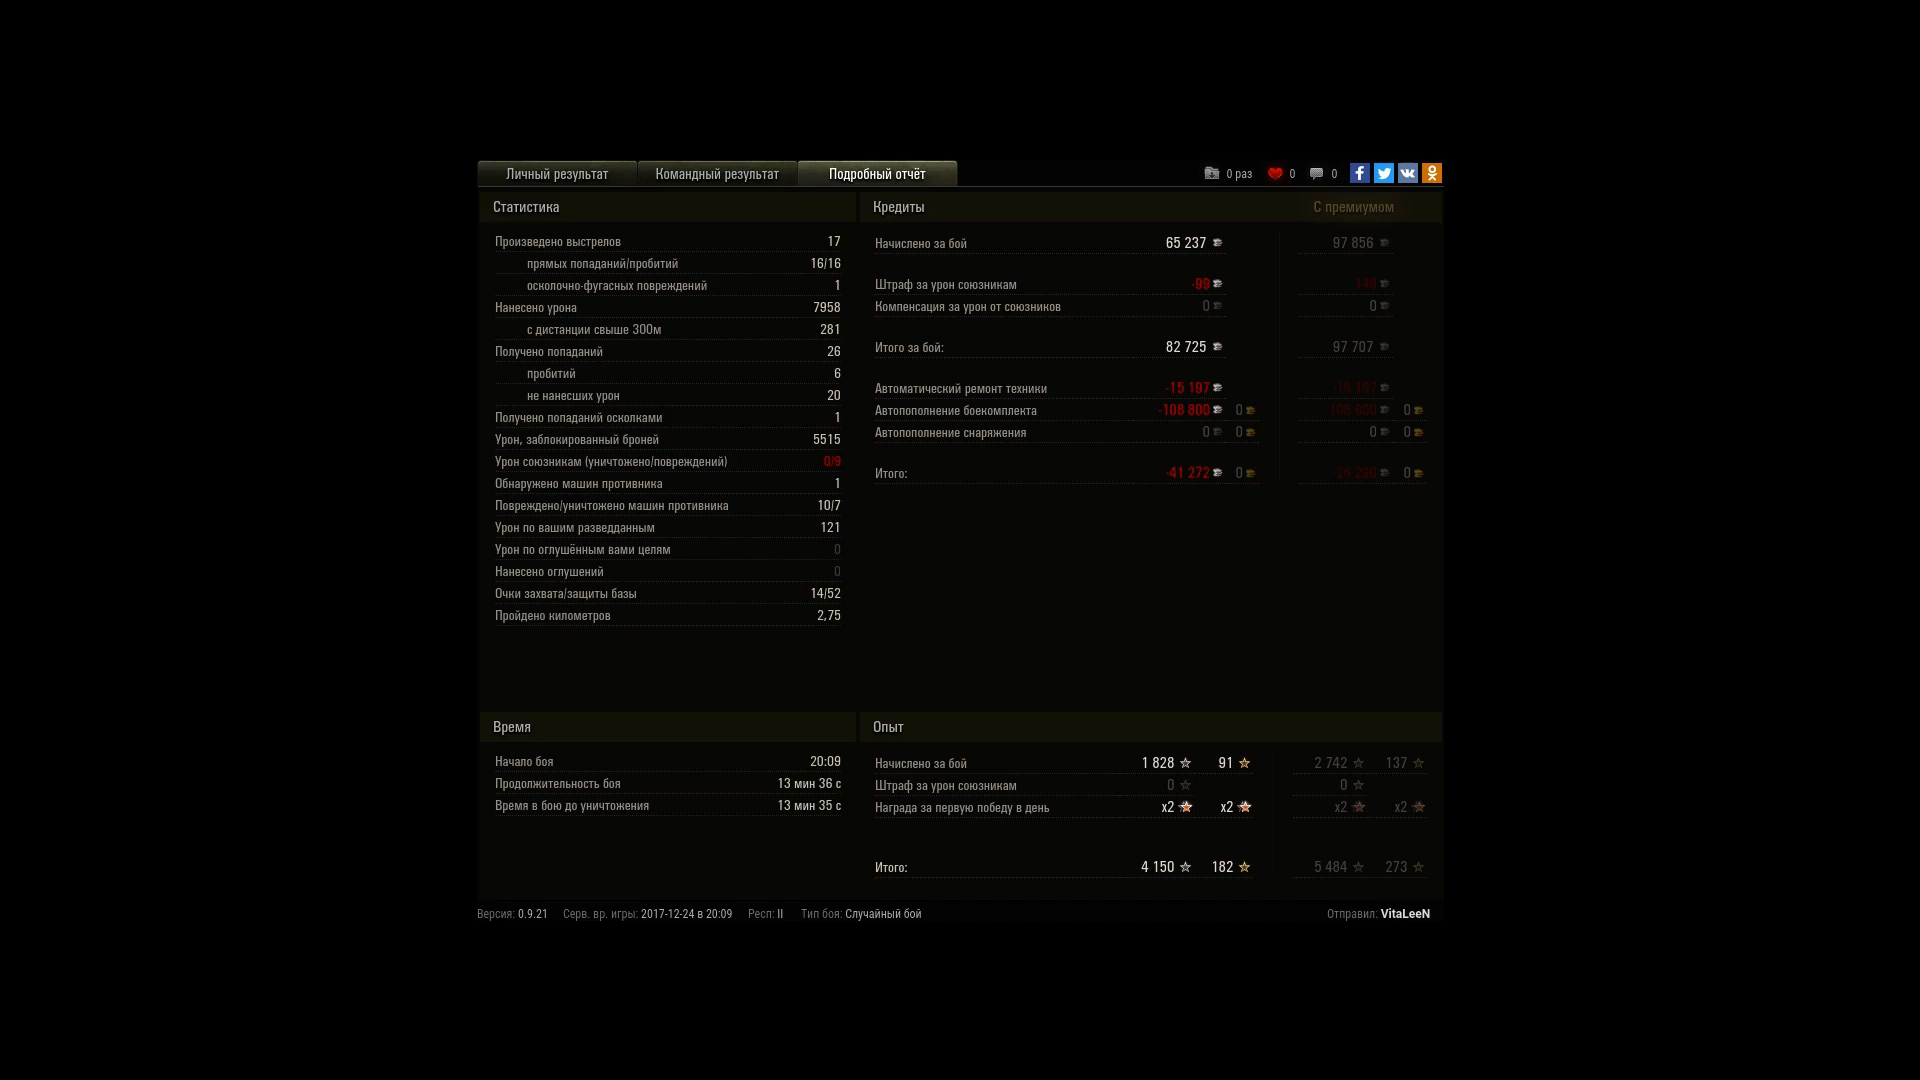 Личный результат Командный результат Подробный отчёт 0 раз 0 0
Статистика
Произведено выстрелов 17
прямых попаданий/пробитий 16/16
осколочно-фугасных повреждений 1
Нанесено урона 7958
с дистанции свыше 300м 281
Получено попаданий 26
пробитий 6
не нанесших урон 20
Получено попаданий осколками 1
Урон, заблокированный броней 5515
Урон союзникам (уничтожено/повреждений) 0/9
Обнаружено машин противника 1
Повреждено/уничтожено машин противника 10/7
Урон по вашим разведданным 121
Урон по оглушённым вами целям 0
Нанесено оглушений 0
Очки захвата/защиты базы 14/52
Пройдено километров 2,75
Кредиты С премиумом
Начислено за бой 65 237 97 856
Штраф за урон союзникам -99
Компенсация за урон от союзников 0 0
Итого за бой: 82 725 97 707
Автоматический ремонт техники -15 197 -15 197
Автопополнение боекомплекта -108 800 0 -108 800 0
Автопополнение снаряжения 0 0 0 0
Итого: -41 272 0 -26 290 0
Время
Начало боя 20:09
Продолжительность боя 13 мин 36 с
Время в бою до уничтожения 13 мин 35 с
Опыт
Начислено за бой 1 828 91 2 742 137
Штраф за урон союзникам 0 0
Награда за первую победу в день x2 x2 x2 x2
Итого: 4 150 182 5 484 273
Версия: 0.9.21 Серв. вр. игры: 2017-12-24 в 20:09 Респ: II Тип боя: Случайный бой Отправил: VitaLeeN